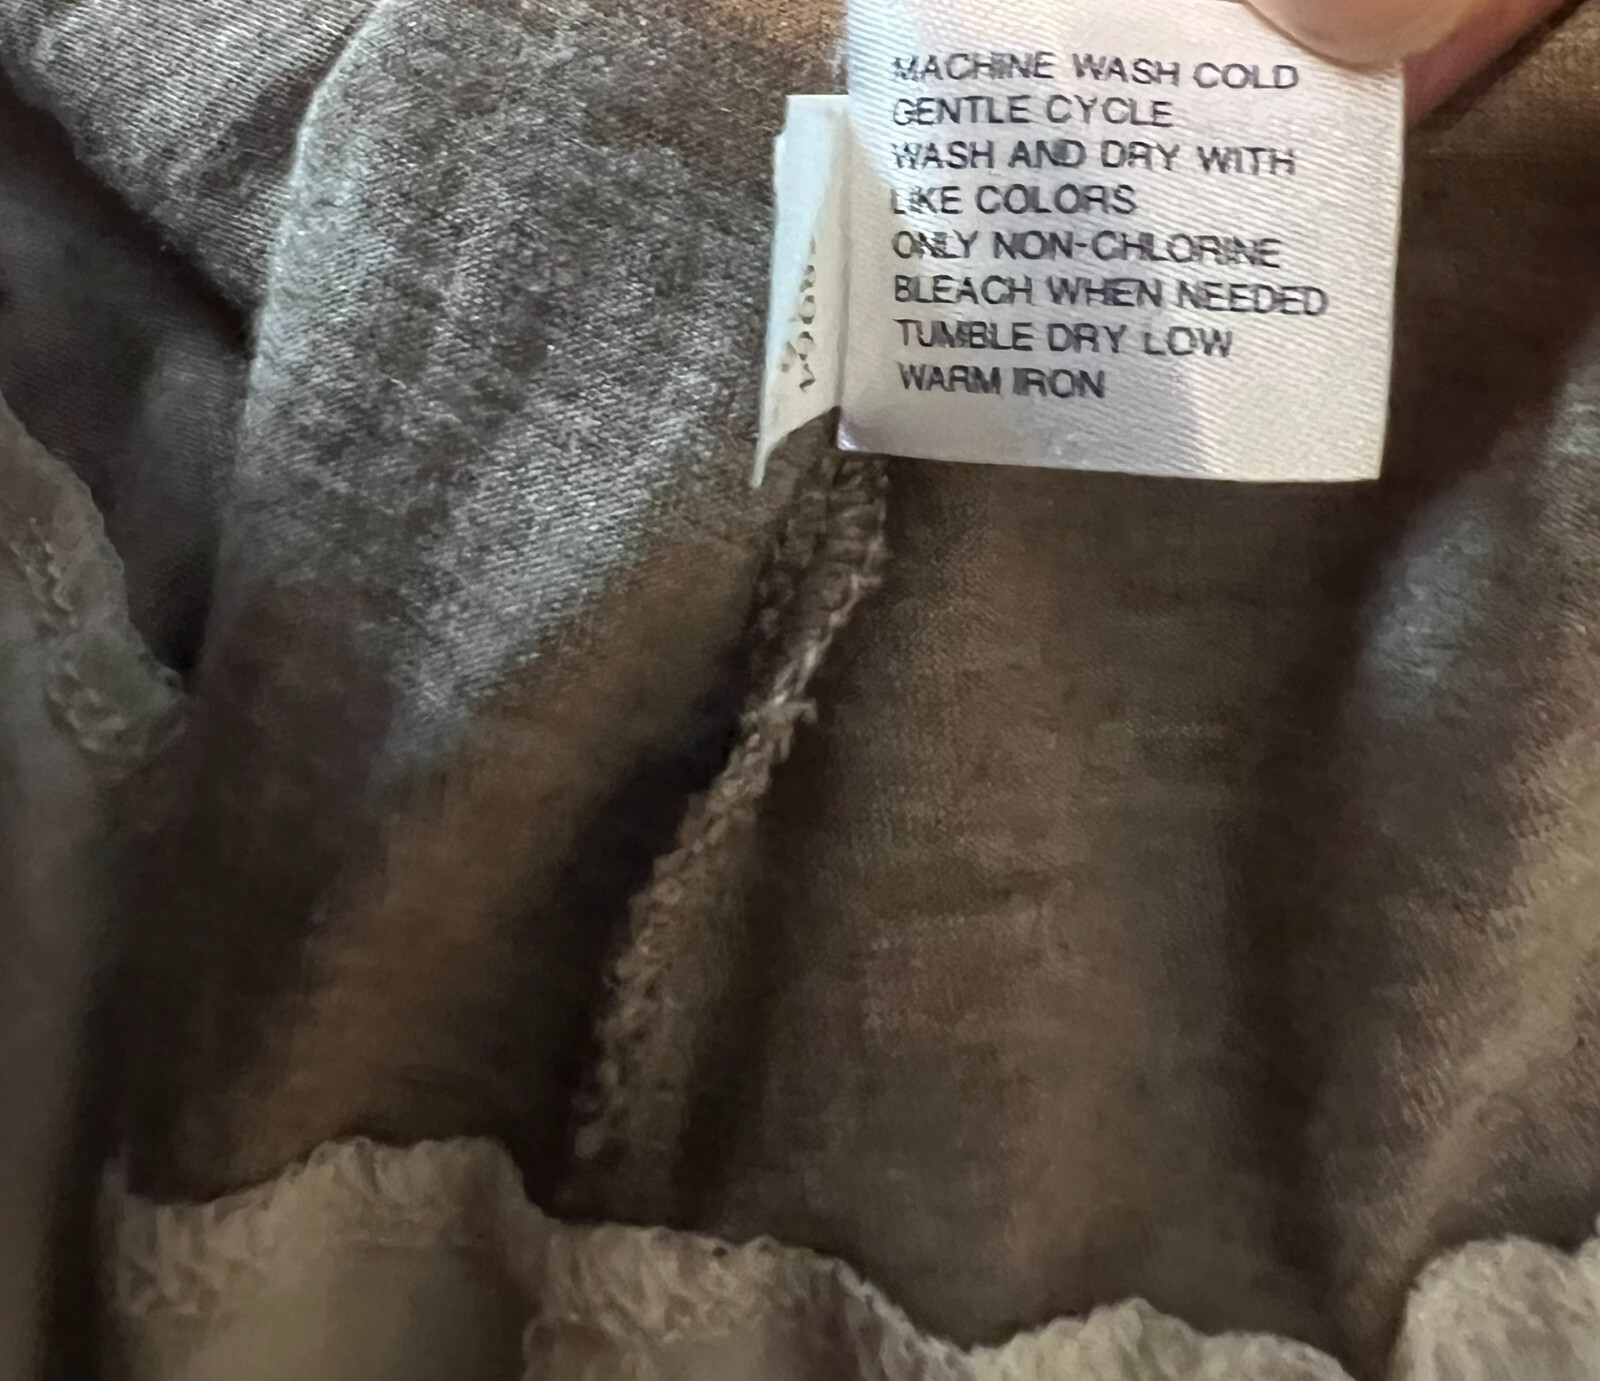 MACHINE WASH COLD
GENTLE CYCLE
WASH AND DRY WITH
LIKE COLORS
ONLY NON-CHLORINE
BLEACH WHEN NEEDED
TUMBLE DRY LOW
WARM IRON